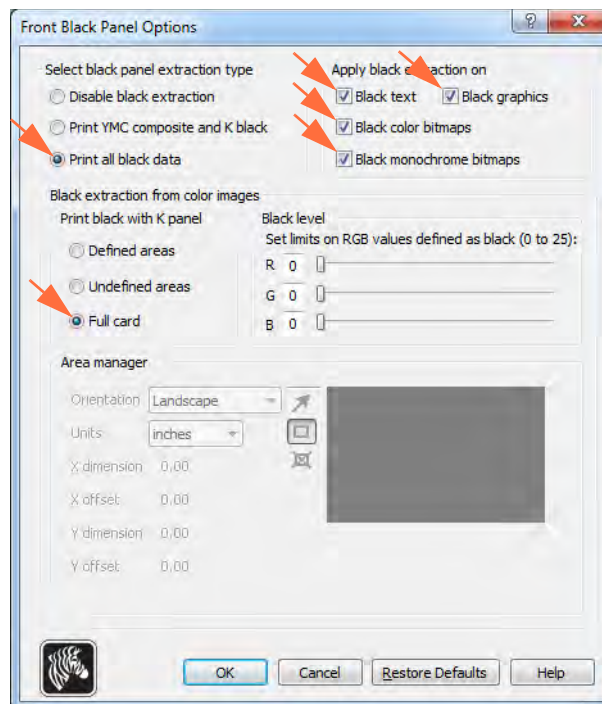 Front Black Panel Options
?
X
Select black panel extraction type
Disable black extraction
Print YMC composite and K black
Print all black data
Apply black extraction on
Black text
Black graphics
Black color bitmaps
Black monochrome bitmaps
Black extraction from color images
Print black with K panel
Defined areas
Undefined areas
Full card
Black level
Set limits on RGB values defined as black (0 to 25):
R 0
G 0
B 0
Area manager
Orientation Landscape
Units inches
X dimension 0.00
X offset 0.00
Y dimension 0.00
Y offset 0.00
OK
Cancel
Restore Defaults
Help